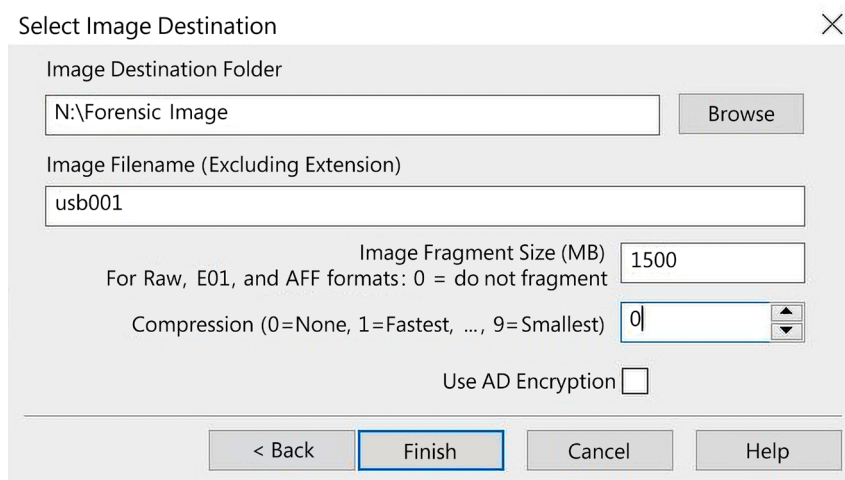 Select Image Destination
Image Destination Folder
N:\Forensic Image
Browse
Image Filename (Excluding Extension)
usb001
Image Fragment Size (MB)
1500
For Raw, E01, and AFF formats: 0 = do not fragment
Compression (0=None, 1=Fastest, ..., 9=Smallest)
0
Use AD Encryption
< Back
Finish
Cancel
Help